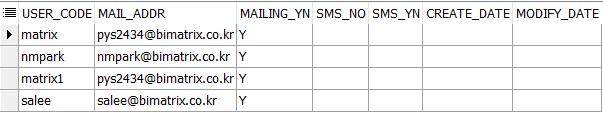 USER_CODE MAIL_ADDR MAILING_YN SMS_NO SMS_YN CREATE_DATE MODIFY_DATE
matrix pys2434@bimatrix.co.kr Y
nmpark nmpark@bimatrix.co.kr Y
matrix1 pys2434@bimatrix.co.kr Y
salee salee@bimatrix.co.kr Y